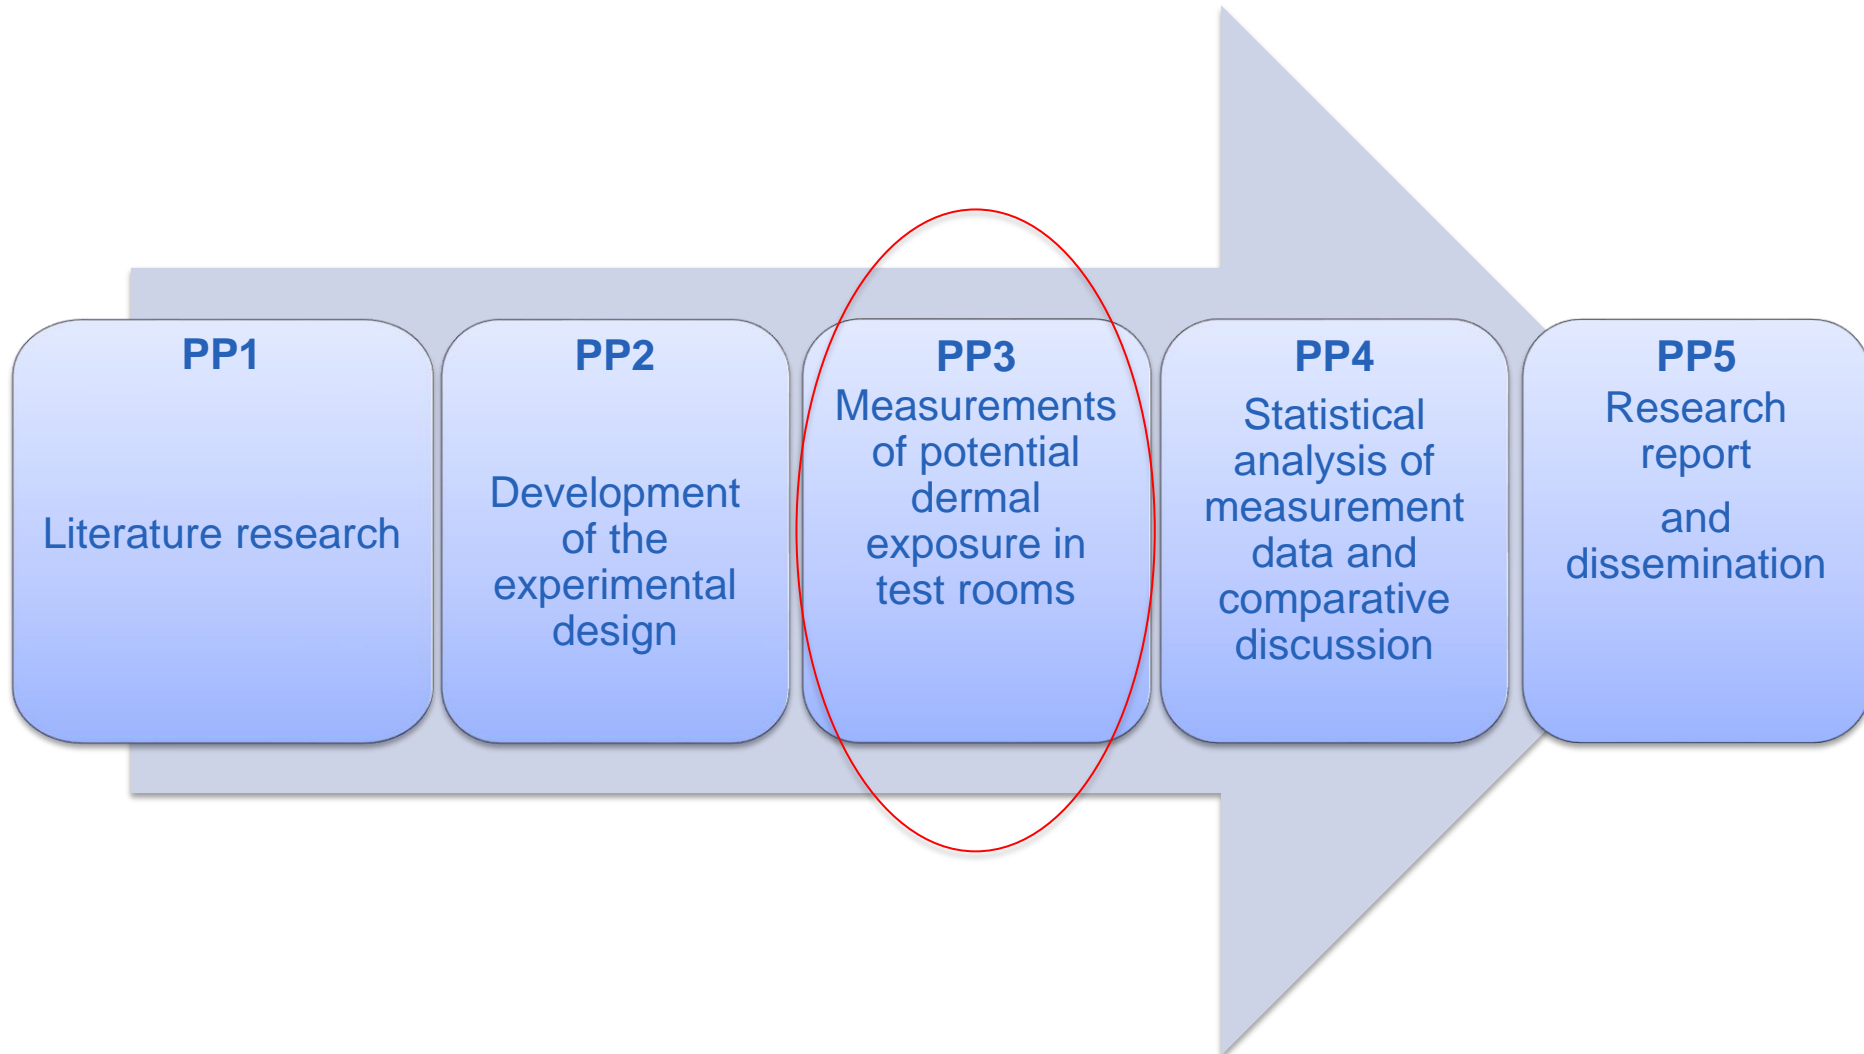 PP1
Literature research
PP2
Development
of the
experimental
design
PP3
Measurements
of potential
dermal
exposure in
test rooms
PP4
Statistical
analysis of
measurement
data and
comparative
discussion
PP5
Research
report
and
dissemination